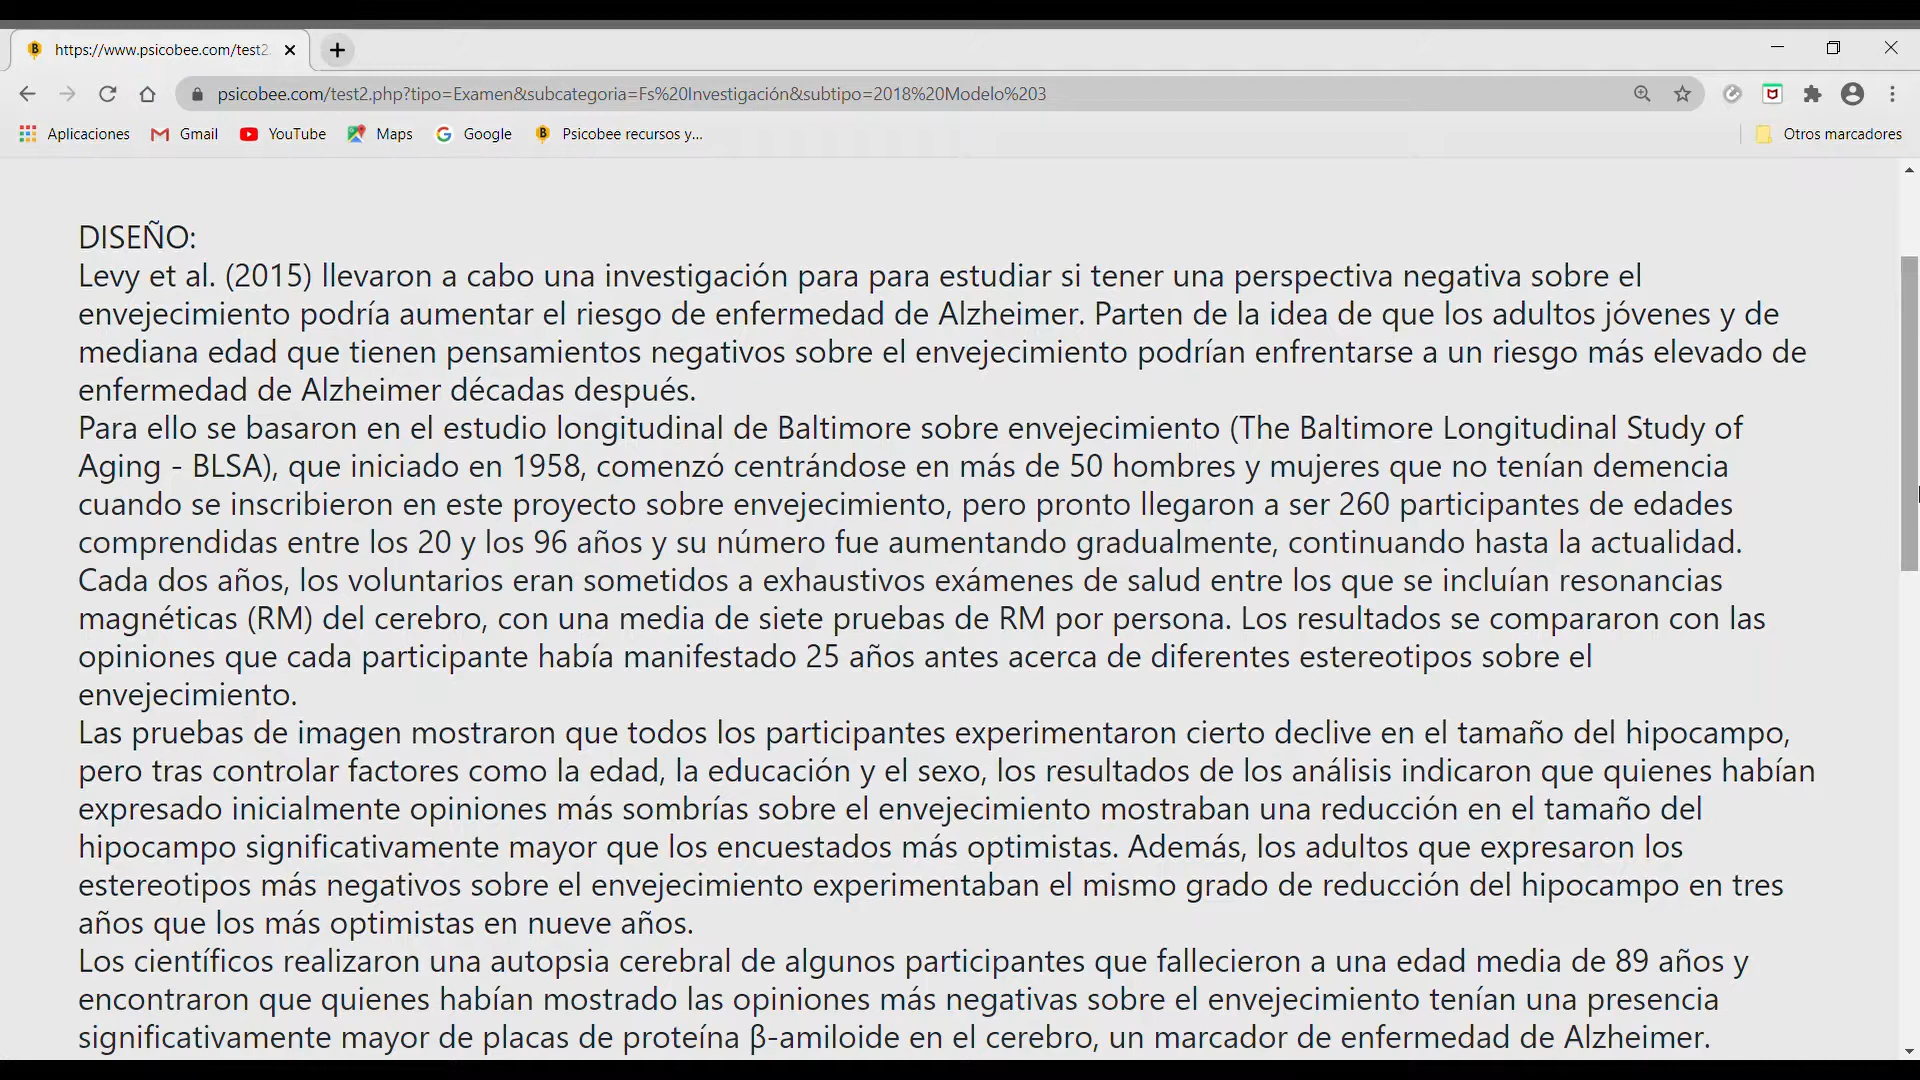 https://www.psicobee.com/test2
psicobee.com/test2.php?tipo=Examen&subcategoria=Fs%20Investigación&subtipo=2018%20Modelo%203
Aplicaciones Gmail YouTube Maps Google Psicobee recursos y... Otros marcadores
DISEÑO:
Levy et al. (2015) llevaron a cabo una investigación para para estudiar si tener una perspectiva negativa sobre el
envejecimiento podría aumentar el riesgo de enfermedad de Alzheimer. Parten de la idea de que los adultos jóvenes y de
mediana edad que tienen pensamientos negativos sobre el envejecimiento podrían enfrentarse a un riesgo más elevado de
enfermedad de Alzheimer décadas después.
Para ello se basaron en el estudio longitudinal de Baltimore sobre envejecimiento (The Baltimore Longitudinal Study of
Aging - BLSA), que iniciado en 1958, comenzó centrándose en más de 50 hombres y mujeres que no tenían demencia
cuando se inscribieron en este proyecto sobre envejecimiento, pero pronto llegaron a ser 260 participantes de edades
comprendidas entre los 20 y los 96 años y su número fue aumentando gradualmente, continuando hasta la actualidad.
Cada dos años, los voluntarios eran sometidos a exhaustivos exámenes de salud entre los que se incluían resonancias
magnéticas (RM) del cerebro, con una media de siete pruebas de RM por persona. Los resultados se compararon con las
opiniones que cada participante había manifestado 25 años antes acerca de diferentes estereotipos sobre el
envejecimiento.
Las pruebas de imagen mostraron que todos los participantes experimentaron cierto declive en el tamaño del hipocampo,
pero tras controlar factores como la edad, la educación y el sexo, los resultados de los análisis indicaron que quienes habían
expresado inicialmente opiniones más sombrías sobre el envejecimiento mostraban una reducción en el tamaño del
hipocampo significativamente mayor que los encuestados más optimistas. Además, los adultos que expresaron los
estereotipos más negativos sobre el envejecimiento experimentaban el mismo grado de reducción del hipocampo en tres
años que los más optimistas en nueve años.
Los científicos realizaron una autopsia cerebral de algunos participantes que fallecieron a una edad media de 89 años y
encontraron que quienes habían mostrado las opiniones más negativas sobre el envejecimiento tenían una presencia
significativamente mayor de placas de proteína β-amiloide en el cerebro, un marcador de enfermedad de Alzheimer.